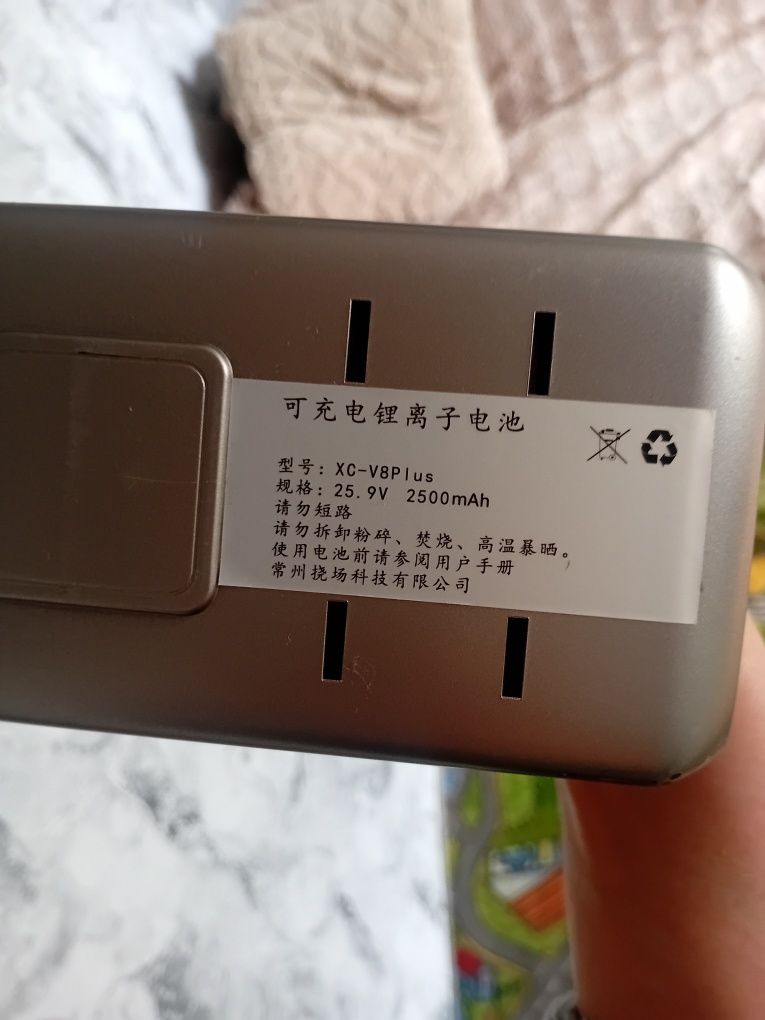 可充电锂离子电池
型号：XC-V8Plus
规格：25.9V 2500mAh
请勿短路
请勿拆卸粉碎、焚烧、高温暴晒。
使用电池前请参阅用户手册
常州挠场科技有限公司